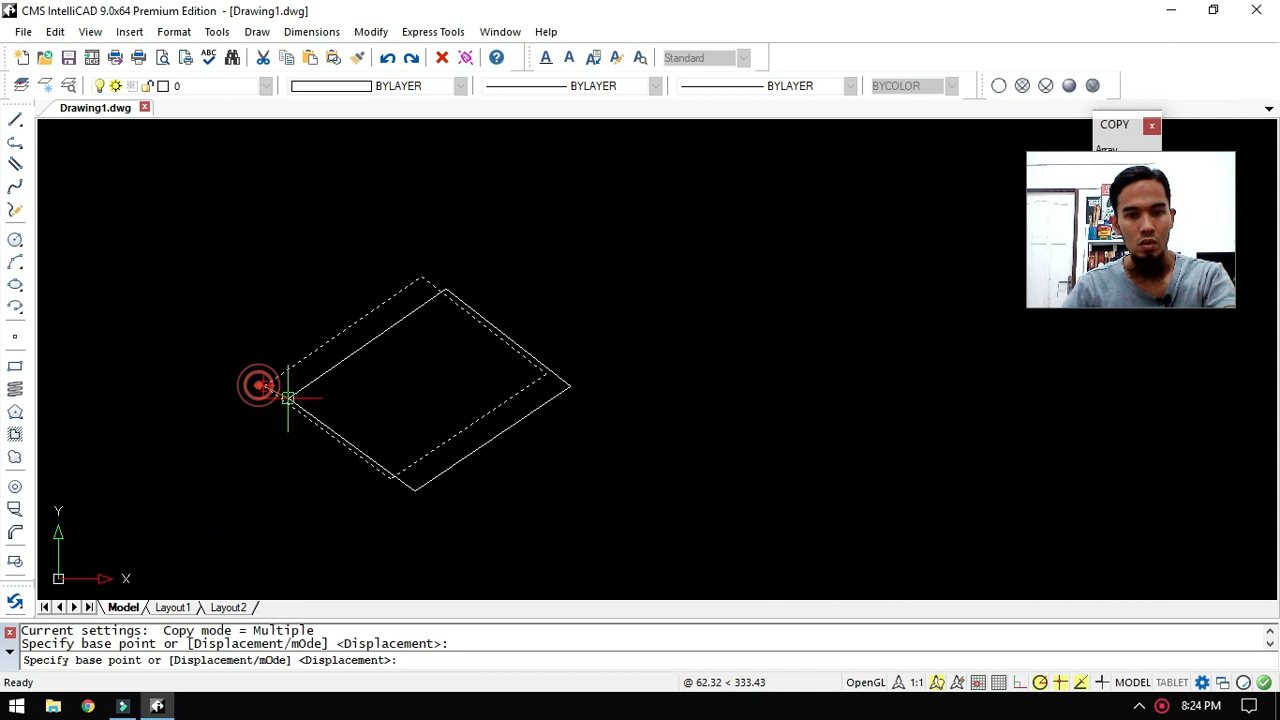 CMS IntelliCAD 9.0x64 Premium Edition - [Drawing1.dwg]
File Edit View Insert Format Tools Draw Dimensions Modify Express Tools Window Help
Standard
0 BYLAYER BYLAYER BYLAYER BYCOLOR
Drawing1.dwg
COPY
Array
Y
X
Model Layout1 Layout2
Current settings: Copy mode = Multiple
Specify base point or [Displacement/mOde] <Displacement>:
Specify base point or [Displacement/mOde] <Displacement>:
Ready @ 62.32 < 333.43 OpenGL 1:1 MODEL TABLET
8:24 PM